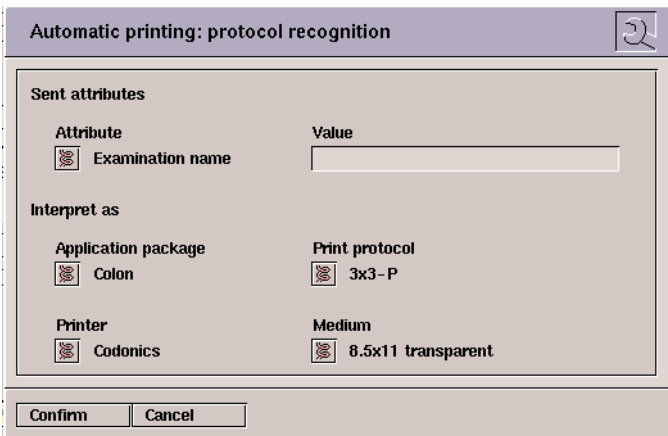 Automatic printing: protocol recognition
Sent attributes
Attribute Value
Examination name
Interpret as
Application package Print protocol
Colon 3x3-P
Printer Medium
Codonics 8.5x11 transparent
Confirm Cancel